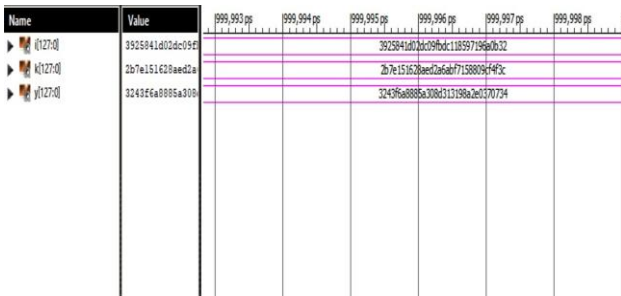 Name Value 999,993 ps 999,994 ps 999,995 ps 999,996 ps 999,997 ps 999,998 ps
i[127:0] 3925841d02dc09f 3925841d02dc09fbdc118597196a0b32
k[127:0] 2b7e151628aed2a 2b7e151628aed2a6abf7158809cf4f3c
y[127:0] 3243f6a8885a308 3243f6a8885a308d313198a2e0370734